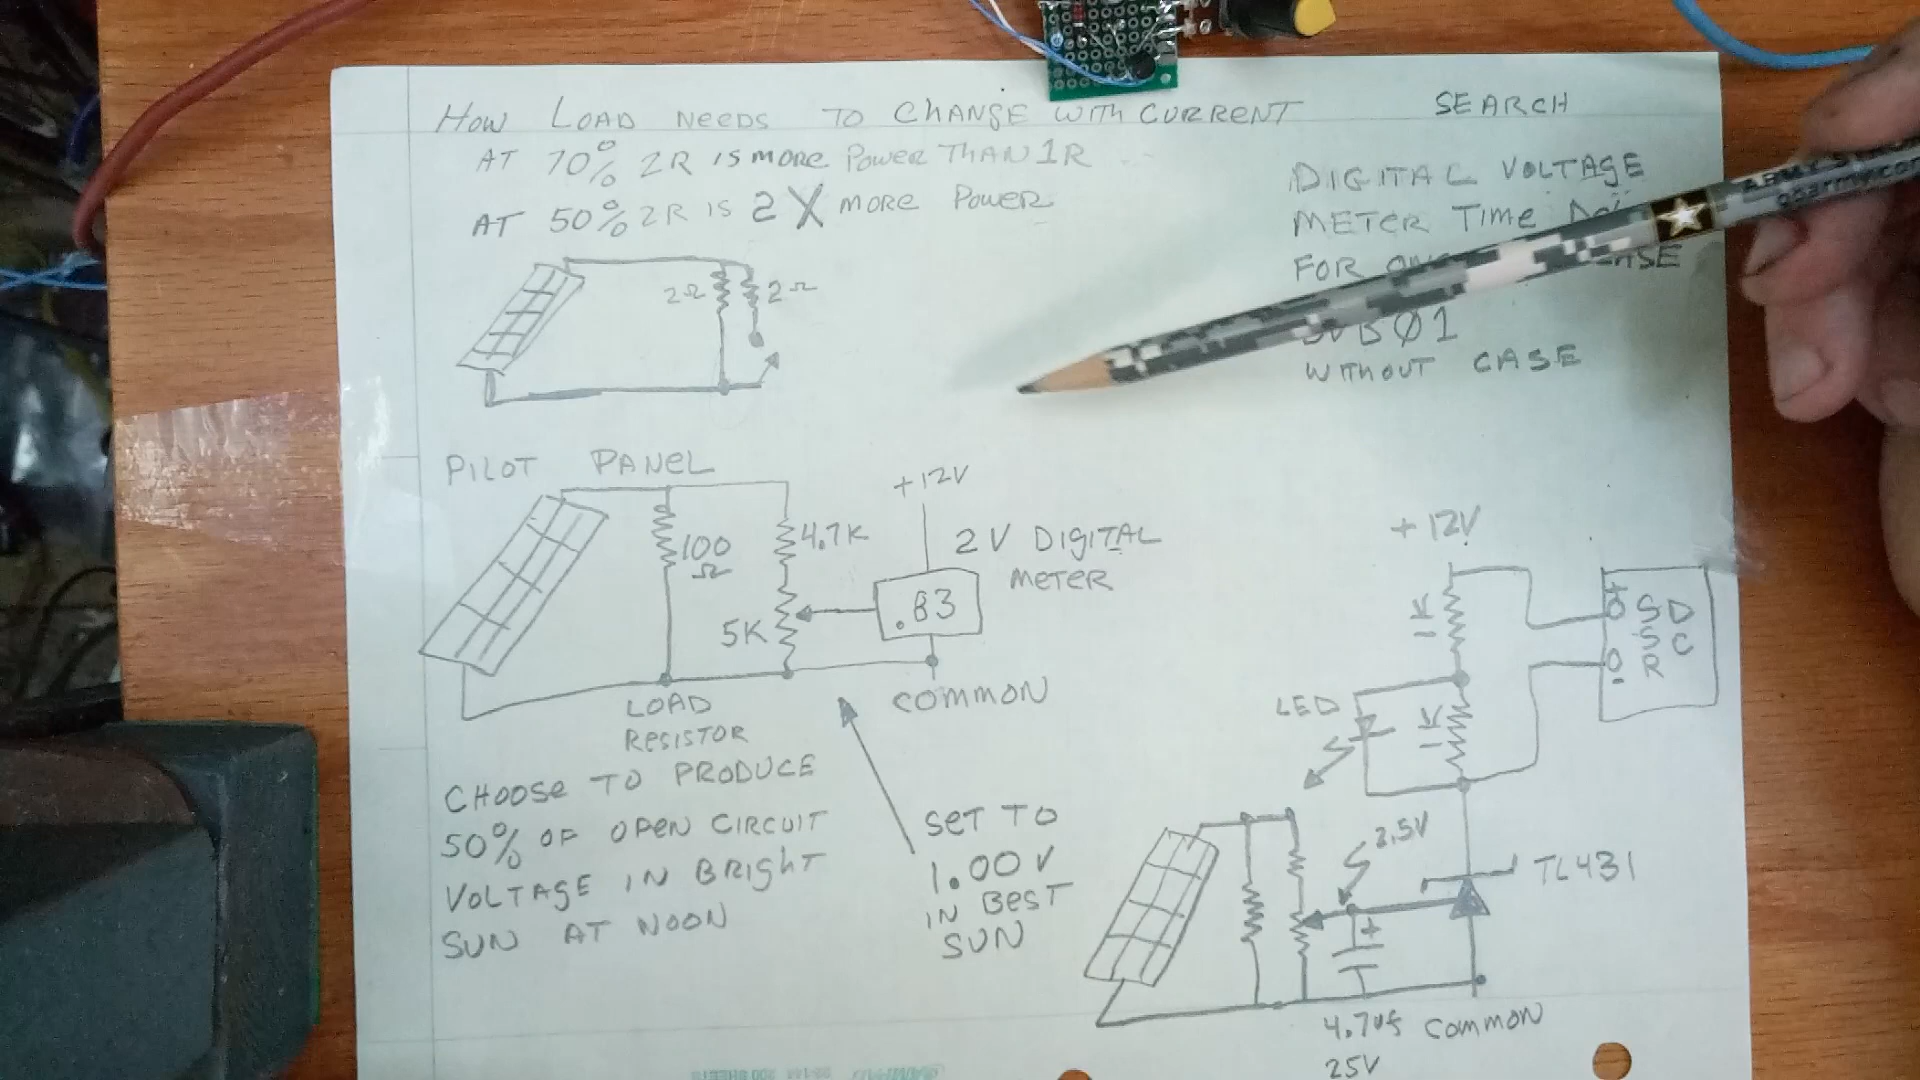 HOW LOAD NEEDS TO CHANGE WITH CURRENT
AT 70% 2R IS MORE POWER THAN 1R
AT 50% 2R IS 2X MORE POWER
2Ω 2Ω
SEARCH
DIGITAL VOLTAGE
METER TIME
FOR
01
WITHOUT CASE
PILOT PANEL
+12V
100
Ω
4.7K
2V DIGITAL
METER
.83
5K
COMMON
LOAD
RESISTOR
CHOOSE TO PRODUCE
50% OF OPEN CIRCUIT
VOLTAGE IN BRIGHT
SUN AT NOON
SET TO
1.00V
IN BEST
SUN
+12V
1K
+
S D
S C
R
-
LED
1K
2.5V
TL431
+
4.7uf COMMON
25V